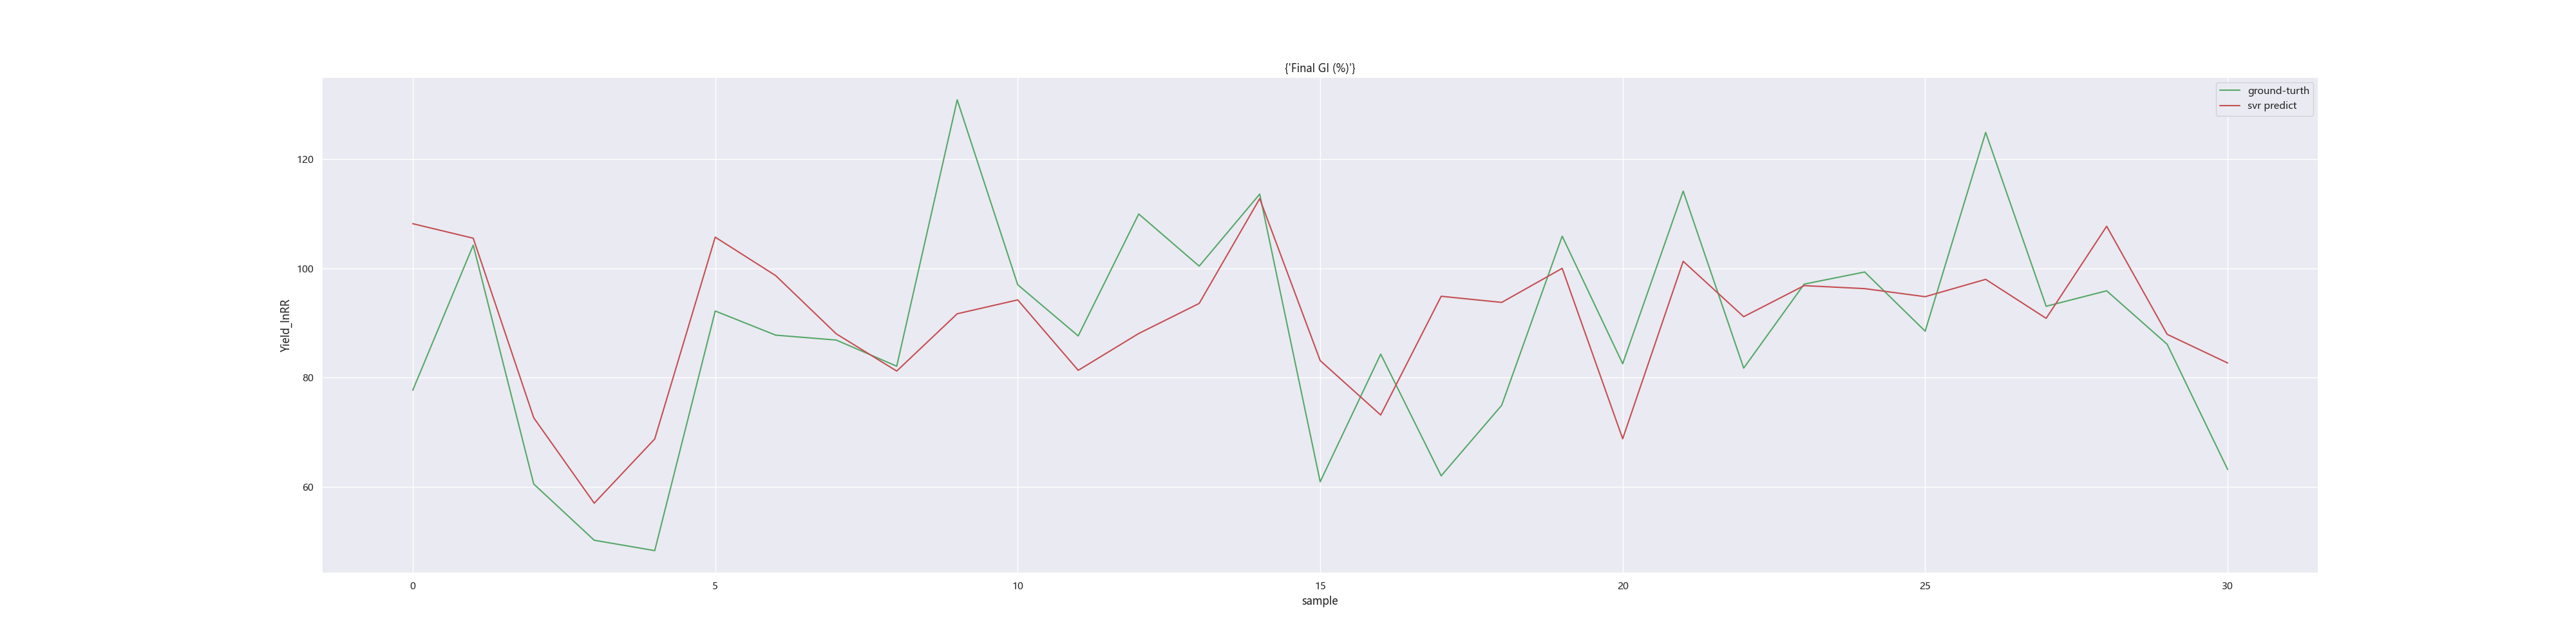 {'Final GI (%)'}
ground-turth
svr predict
120
100
80
60
Yield_lnRR
0 5 10 15 20 25 30
sample